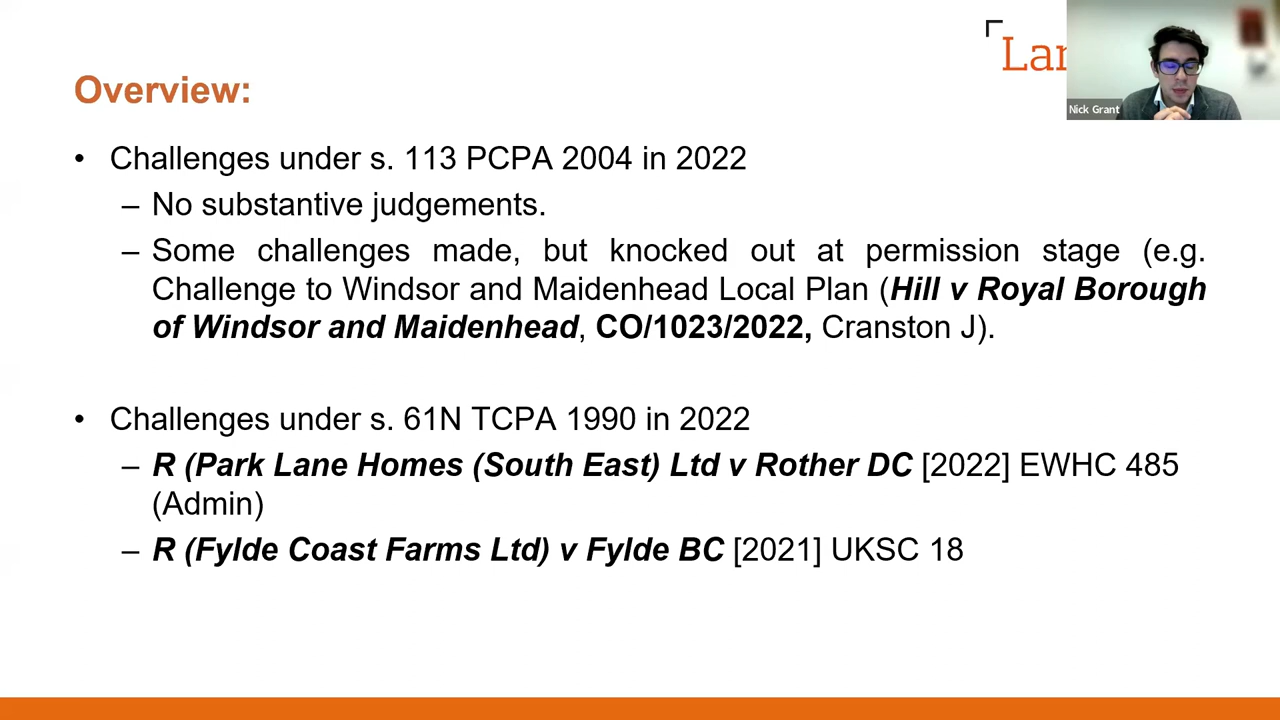 Lan
Nick Grant
Overview:
• Challenges under s. 113 PCPA 2004 in 2022
– No substantive judgements.
– Some challenges made, but knocked out at permission stage (e.g.
Challenge to Windsor and Maidenhead Local Plan (Hill v Royal Borough
of Windsor and Maidenhead, CO/1023/2022, Cranston J).
• Challenges under s. 61N TCPA 1990 in 2022
– R (Park Lane Homes (South East) Ltd v Rother DC [2022] EWHC 485
(Admin)
– R (Fylde Coast Farms Ltd) v Fylde BC [2021] UKSC 18